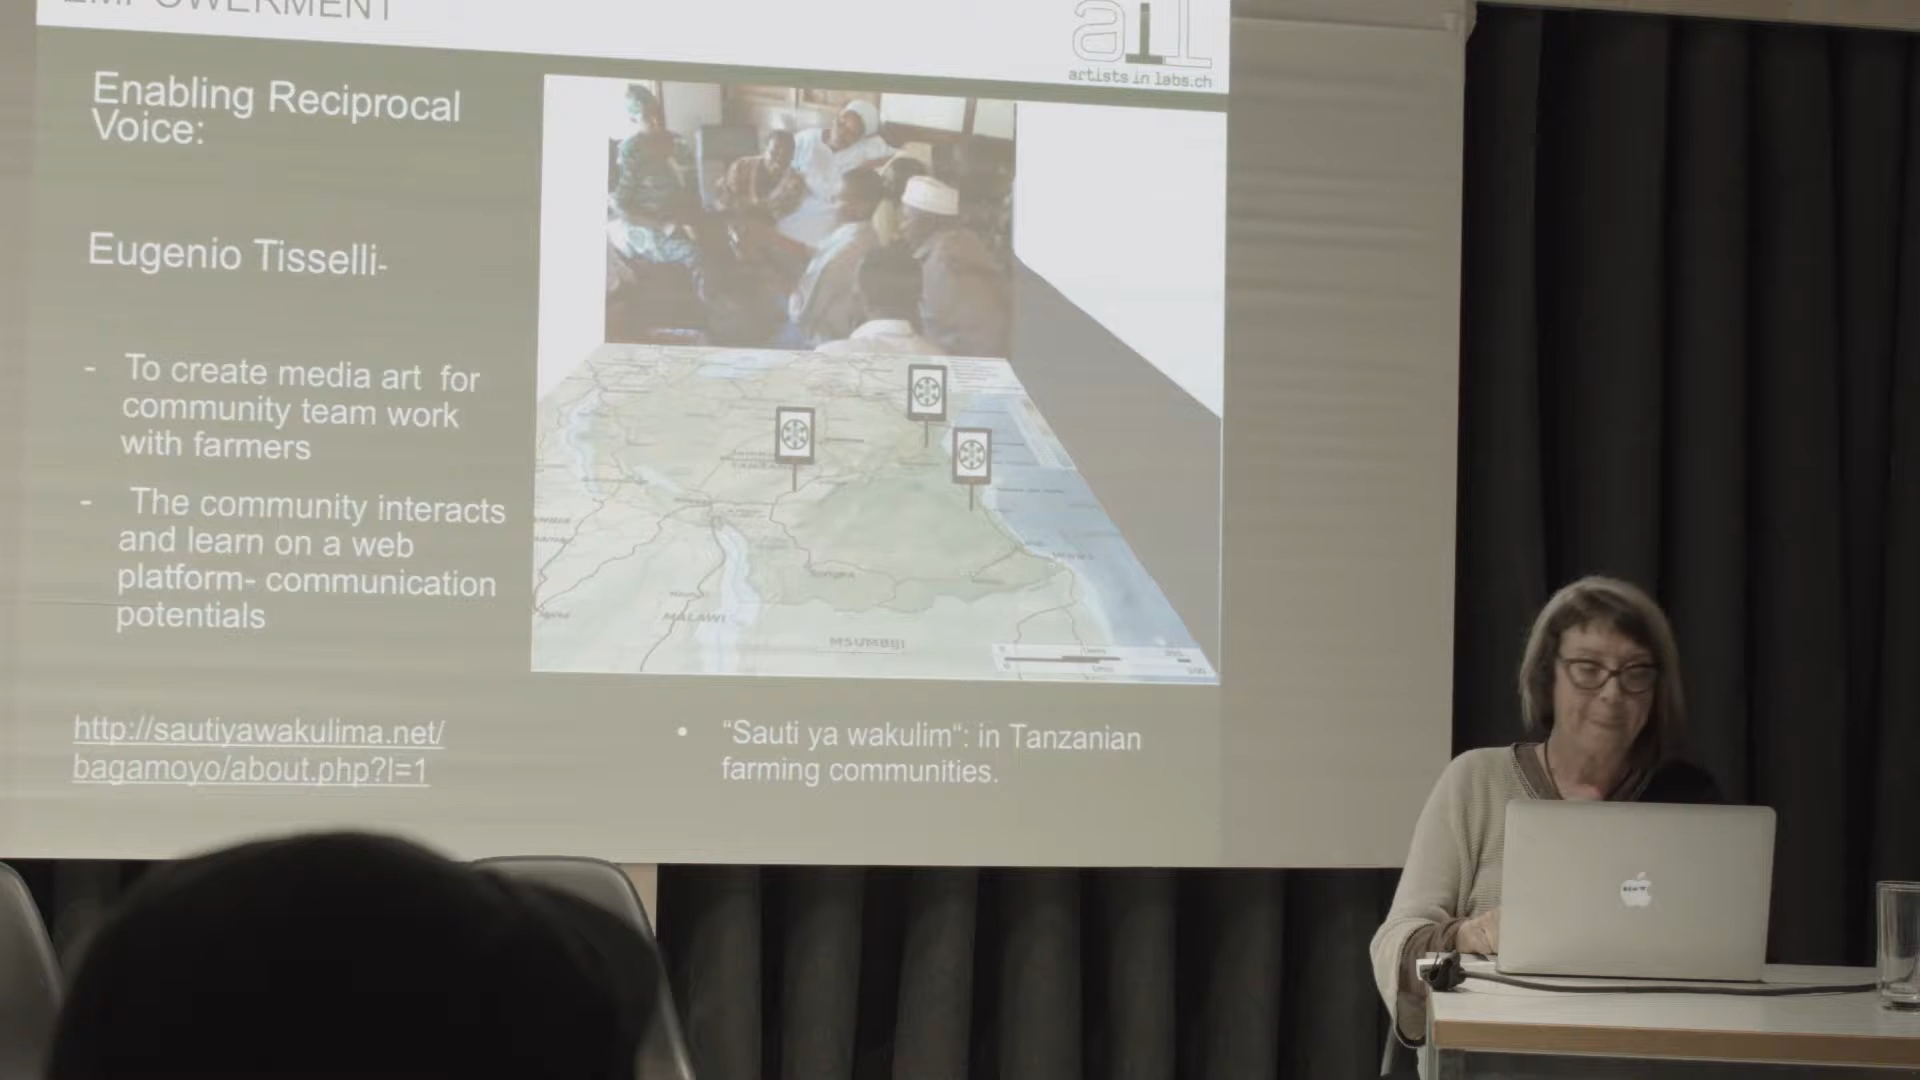 EMPOWERMENT
ail
artists in labs.ch
Enabling Reciprocal
Voice:
Eugenio Tisselli-
- To create media art for
community team work
with farmers
- The community interacts
and learn on a web
platform- communication
potentials
MALAWI
MSUMBIJI
http://sautiyawakulima.net/
bagamoyo/about.php?l=1
• “Sauti ya wakulim“: in Tanzanian
farming communities.